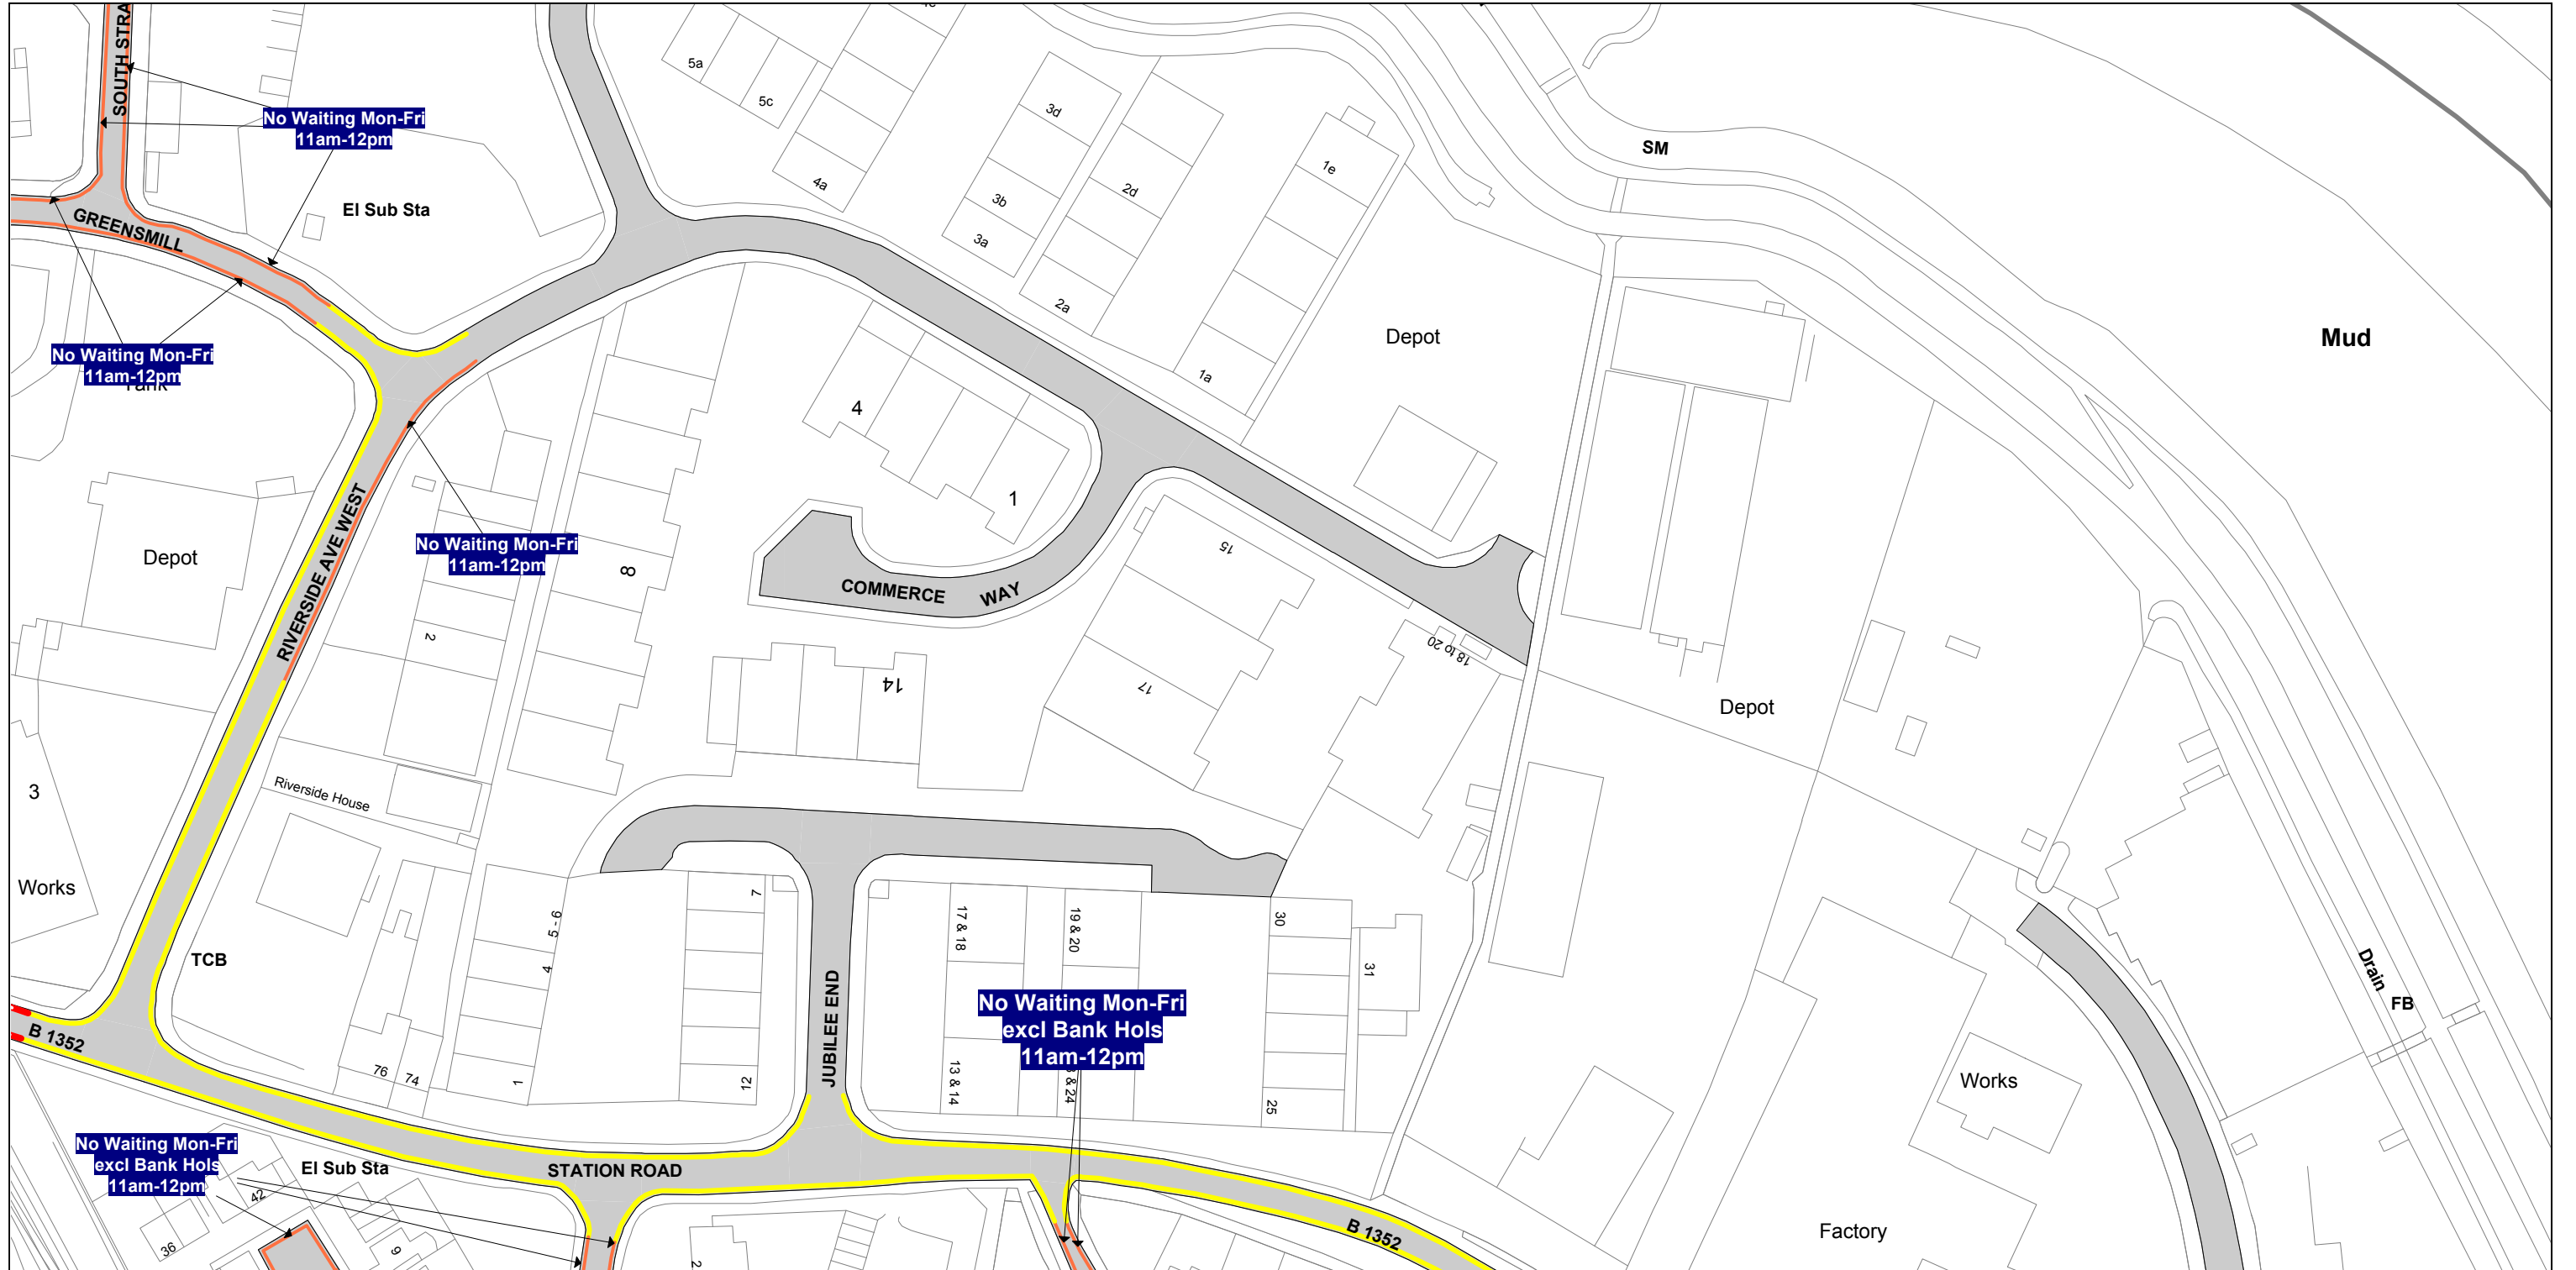 SOUTH STRA
5a
5c
4a
3d
3b
3a
2d
2a
1e
1a
SM
No Waiting Mon-Fri
11am-12pm
El Sub Sta
GREENSMILL
No Waiting Mon-Fri
11am-12pm
Depot
Mud
4
1
RIVERSIDE AVE WEST
Depot
No Waiting Mon-Fri
11am-12pm
8
2
COMMERCE WAY
15
17
18 to 20
14
Depot
3
Riverside House
Works
TCB
5 - 6
4
1
7
12
76
74
JUBILEE END
17 & 18
19 & 20
13 & 14
& 24
30
31
25
No Waiting Mon-Fri
excl Bank Hols
11am-12pm
Drain
FB
Works
B 1352
No Waiting Mon-Fri
excl Bank Hols
11am-12pm
El Sub Sta
STATION ROAD
42
36
9
2
B 1352
Factory